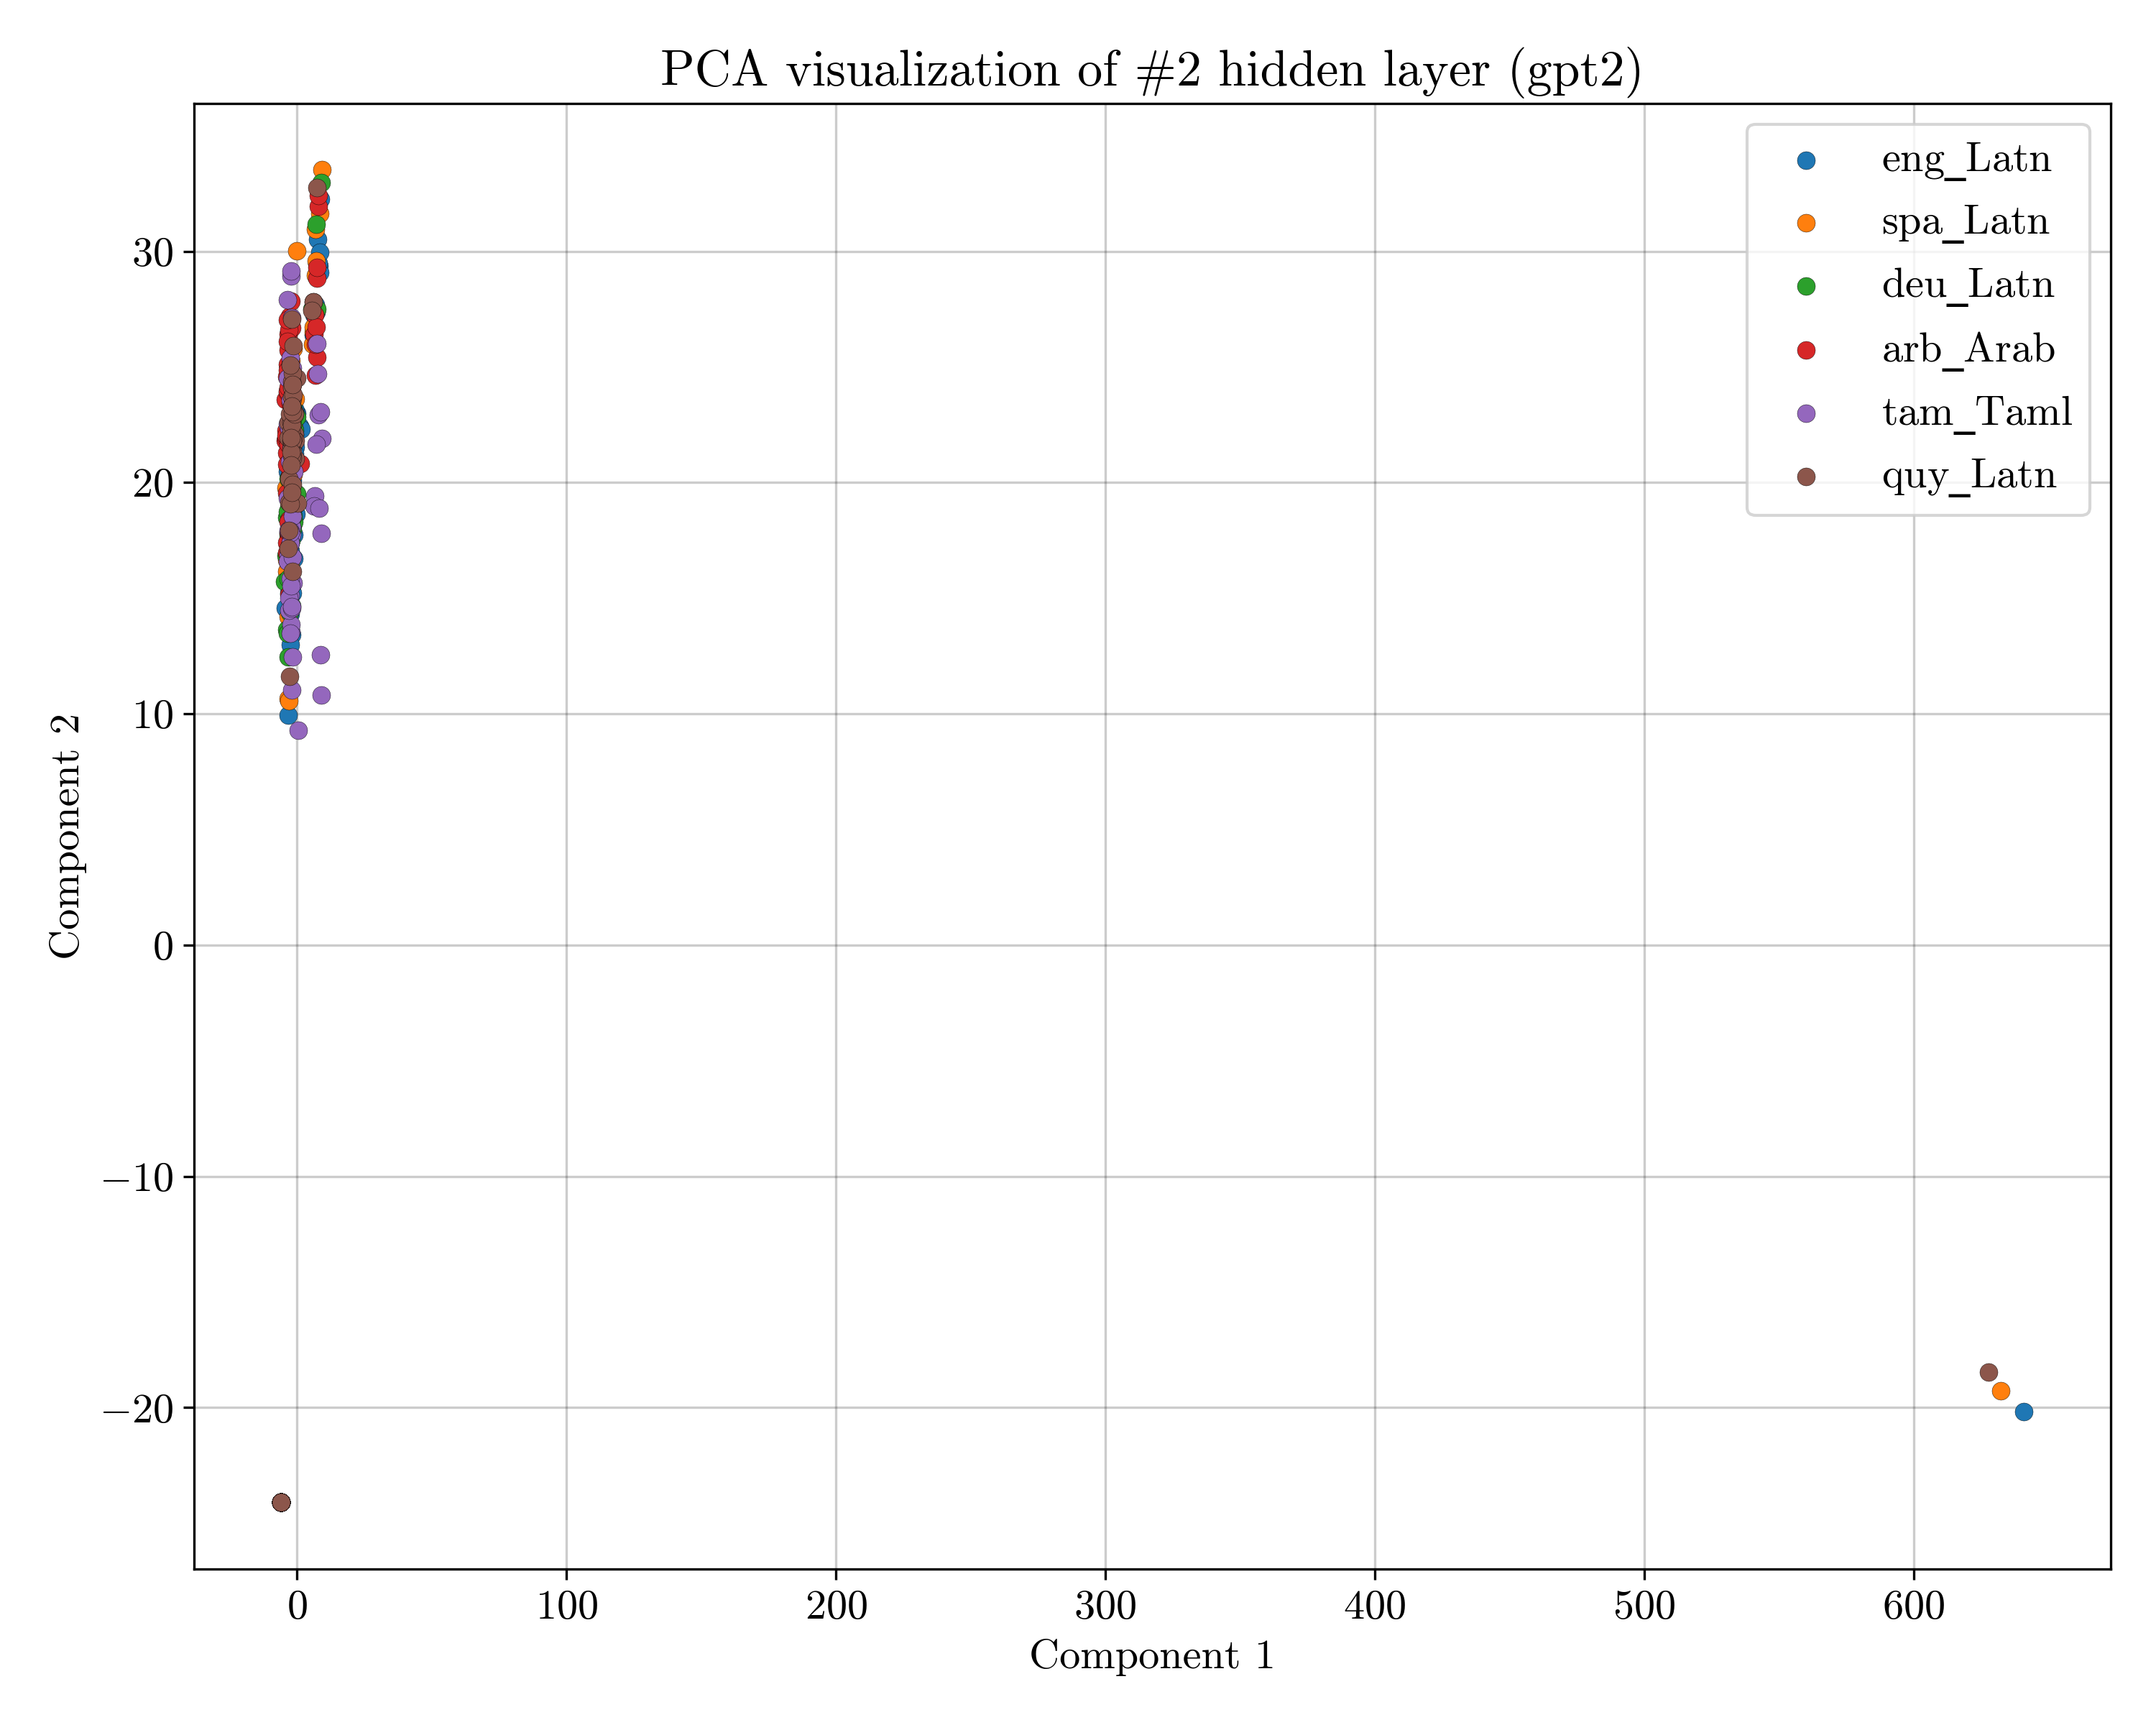 PCA visualization of #2 hidden layer (gpt2)
eng_Latn
spa_Latn
deu_Latn
arb_Arab
tam_Taml
quy_Latn
30
20
10
0
−10
−20
Component 2
0 100 200 300 400 500 600
Component 1